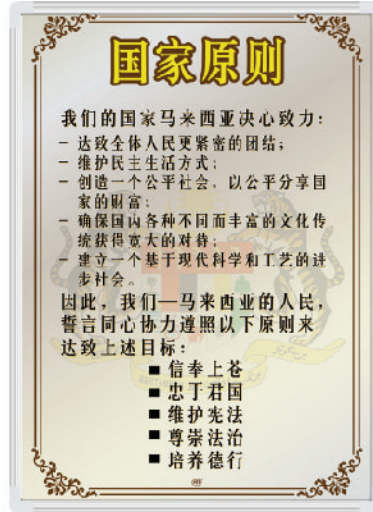 国家原则
我们的国家马来西亚决心致力：
– 达致全体人民更紧密的团结；
– 维护民主生活方式；
– 创造一个公平社会，以公平分享国
家的财富；
– 确保国内各种不同而丰富的文化传
统获得宽大的对待；
– 建立一个基于现代科学和工艺的进
步社会。
因此，我们—马来西亚的人民，
誓言同心协力遵照以下原则来
达致上述目标：
■ 信奉上苍
■ 忠于君国
■ 维护宪法
■ 尊崇法治
■ 培养德行